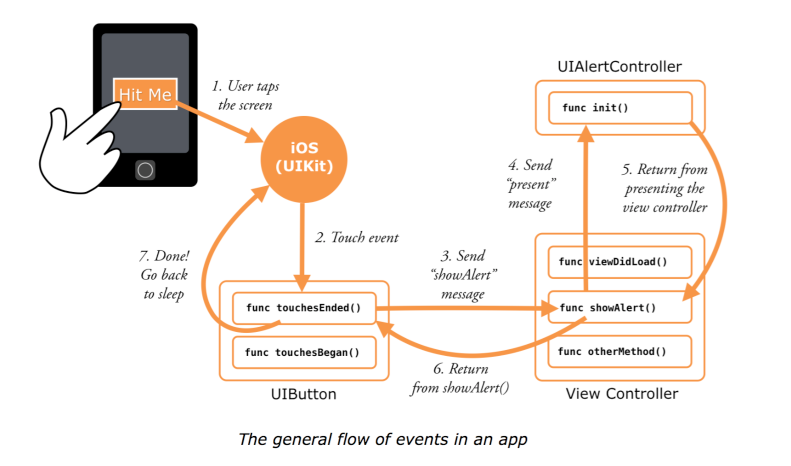 Hit Me
1. User taps
the screen
iOS
(UIKit)
2. Touch event
7. Done!
Go back
to sleep
func touchesEnded()
func touchesBegan()
UIButton
3. Send
“showAlert”
message
UIAlertController
func init()
4. Send
“present”
message
5. Return from
presenting the
view controller
func viewDidLoad()
func showAlert()
func otherMethod()
View Controller
6. Return
from showAlert()
The general flow of events in an app